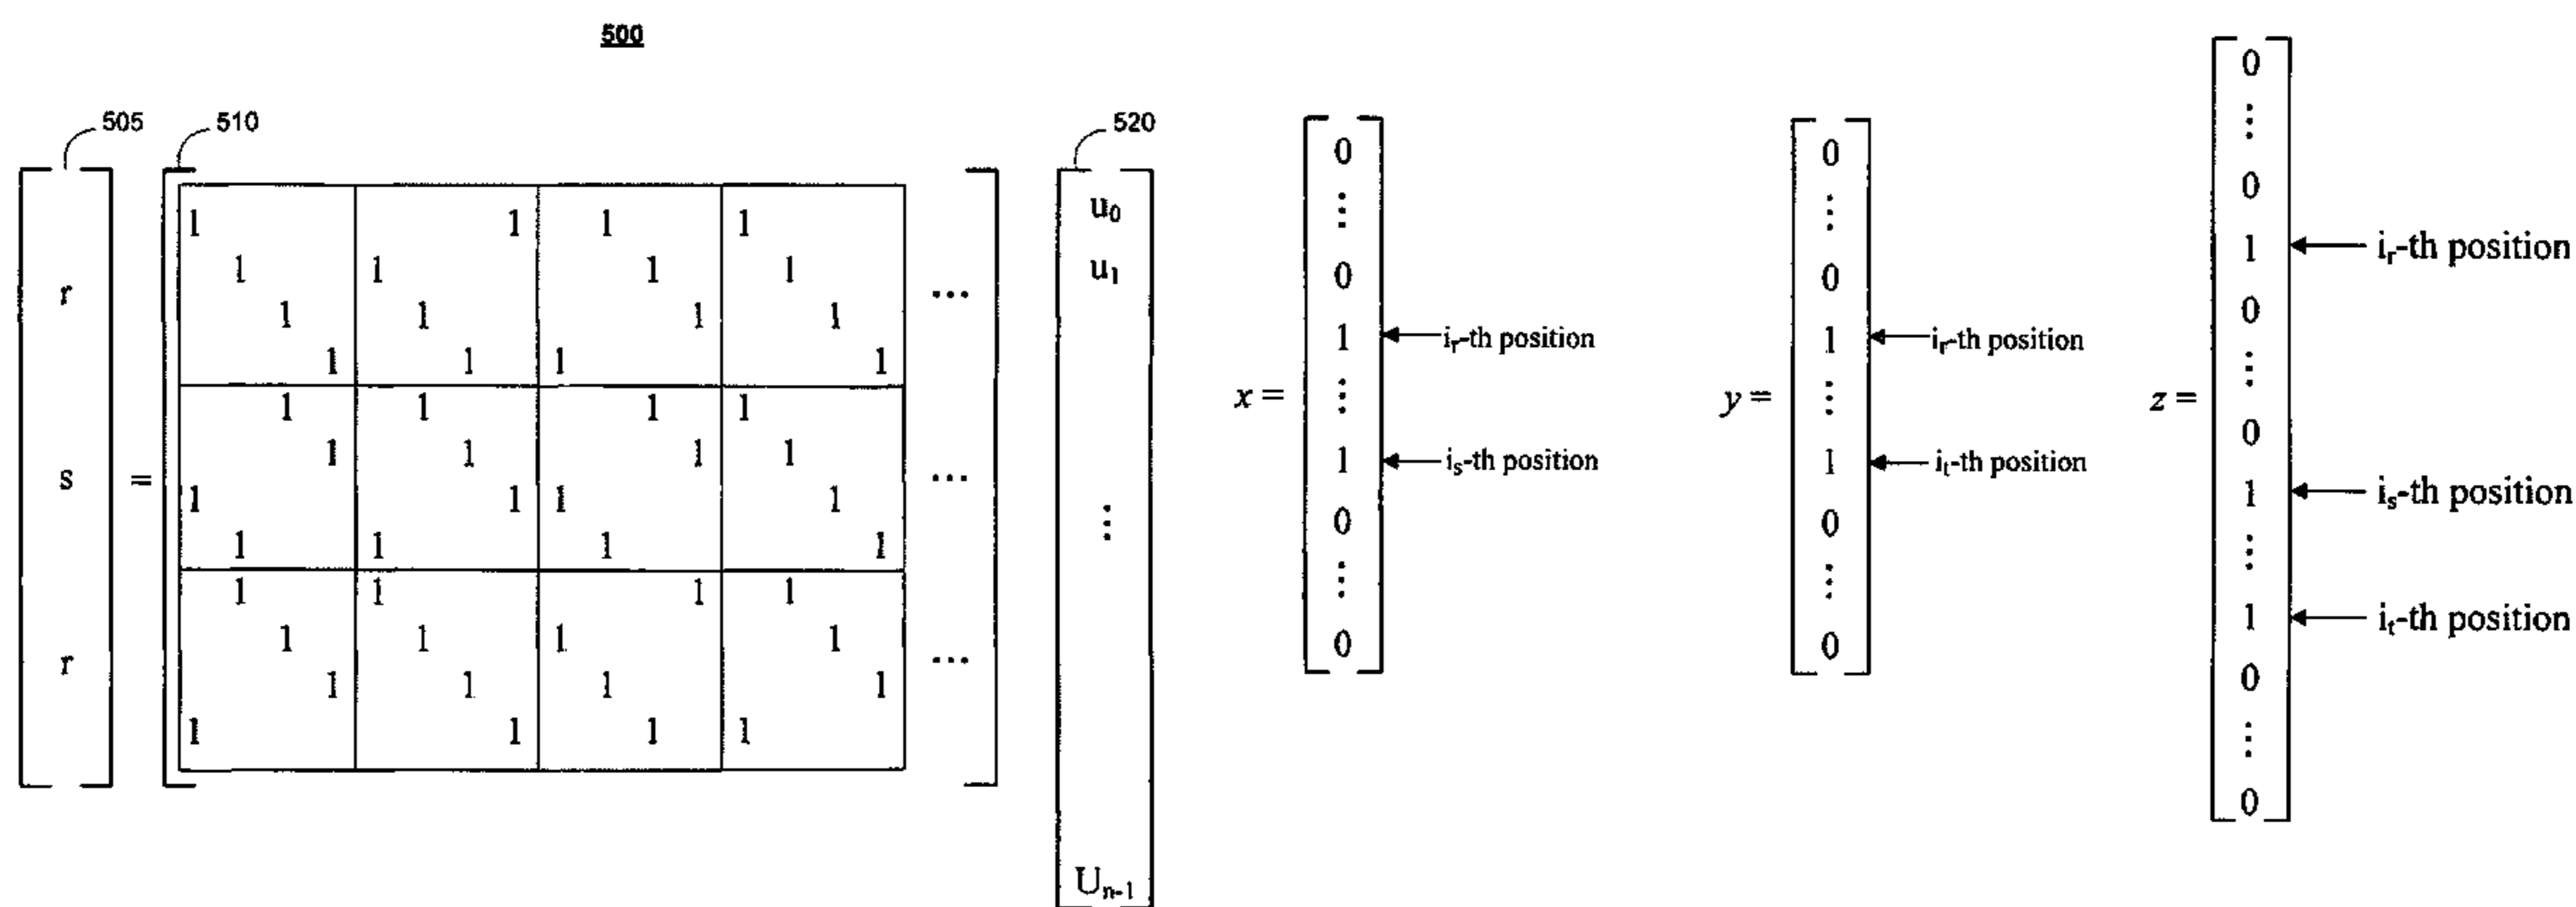 500
505
510
520
r
s
r
=
1 1 1 1
1 1 1 1
1 1 1 1
1 1 1 1
...
1 1 1 1
1 1 1 1
1 1 1 1
1 1 1 1
...
1 1 1 1
1 1 1 1
1 1 1 1
1 1 1 1
...
u₀
u₁
⋮
Uₙ₋₁
x =
0
⋮
0
1 iᵣ-th position
⋮
1 iₛ-th position
0
⋮
0
y =
0
⋮
0
1 iᵣ-th position
⋮
1 iₜ-th position
0
⋮
0
z =
0
⋮
0
1 iᵣ-th position
0
⋮
0
1 iₛ-th position
⋮
1 iₜ-th position
0
⋮
0